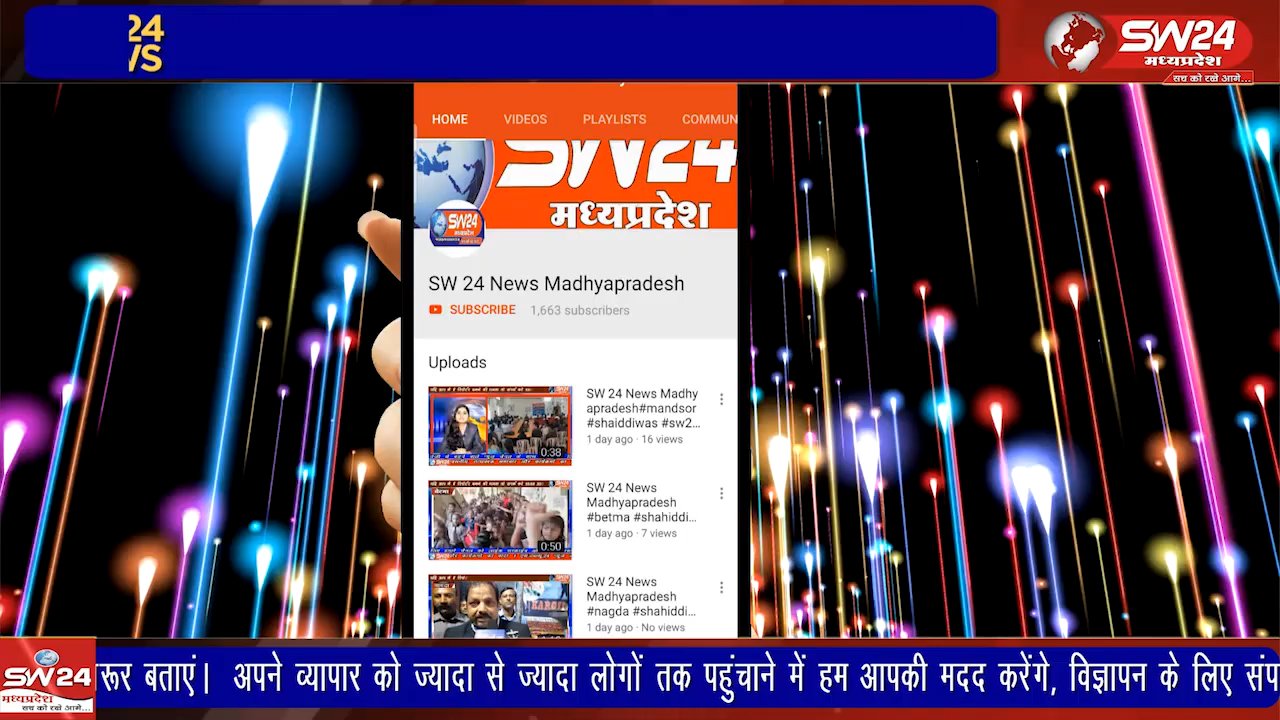 24
SW24
मध्यप्रदेश
सच को रखे आगे...
HOME VIDEOS PLAYLISTS COMMUN
SW24
मध्यप्रदेश
SW24
SW 24 News Madhyapradesh
SUBSCRIBE 1,663 subscribers
Uploads
SW 24 News Madhy
apradesh#mandsor
#shaiddiwas #sw2...
1 day ago · 16 views
0:38
SW 24 News
Madhyapradesh
#betma #shahiddi...
1 day ago · 7 views
0:50
SW 24 News
Madhyapradesh
#nagda #shahiddi...
1 day ago · No views
SW24
मध्यप्रदेश
सच को रखे आगे...
रूर बताएं। अपने व्यापार को ज्यादा से ज्यादा लोगों तक पहुंचाने में हम आपकी मदद करेंगे, विज्ञापन के लिए संप